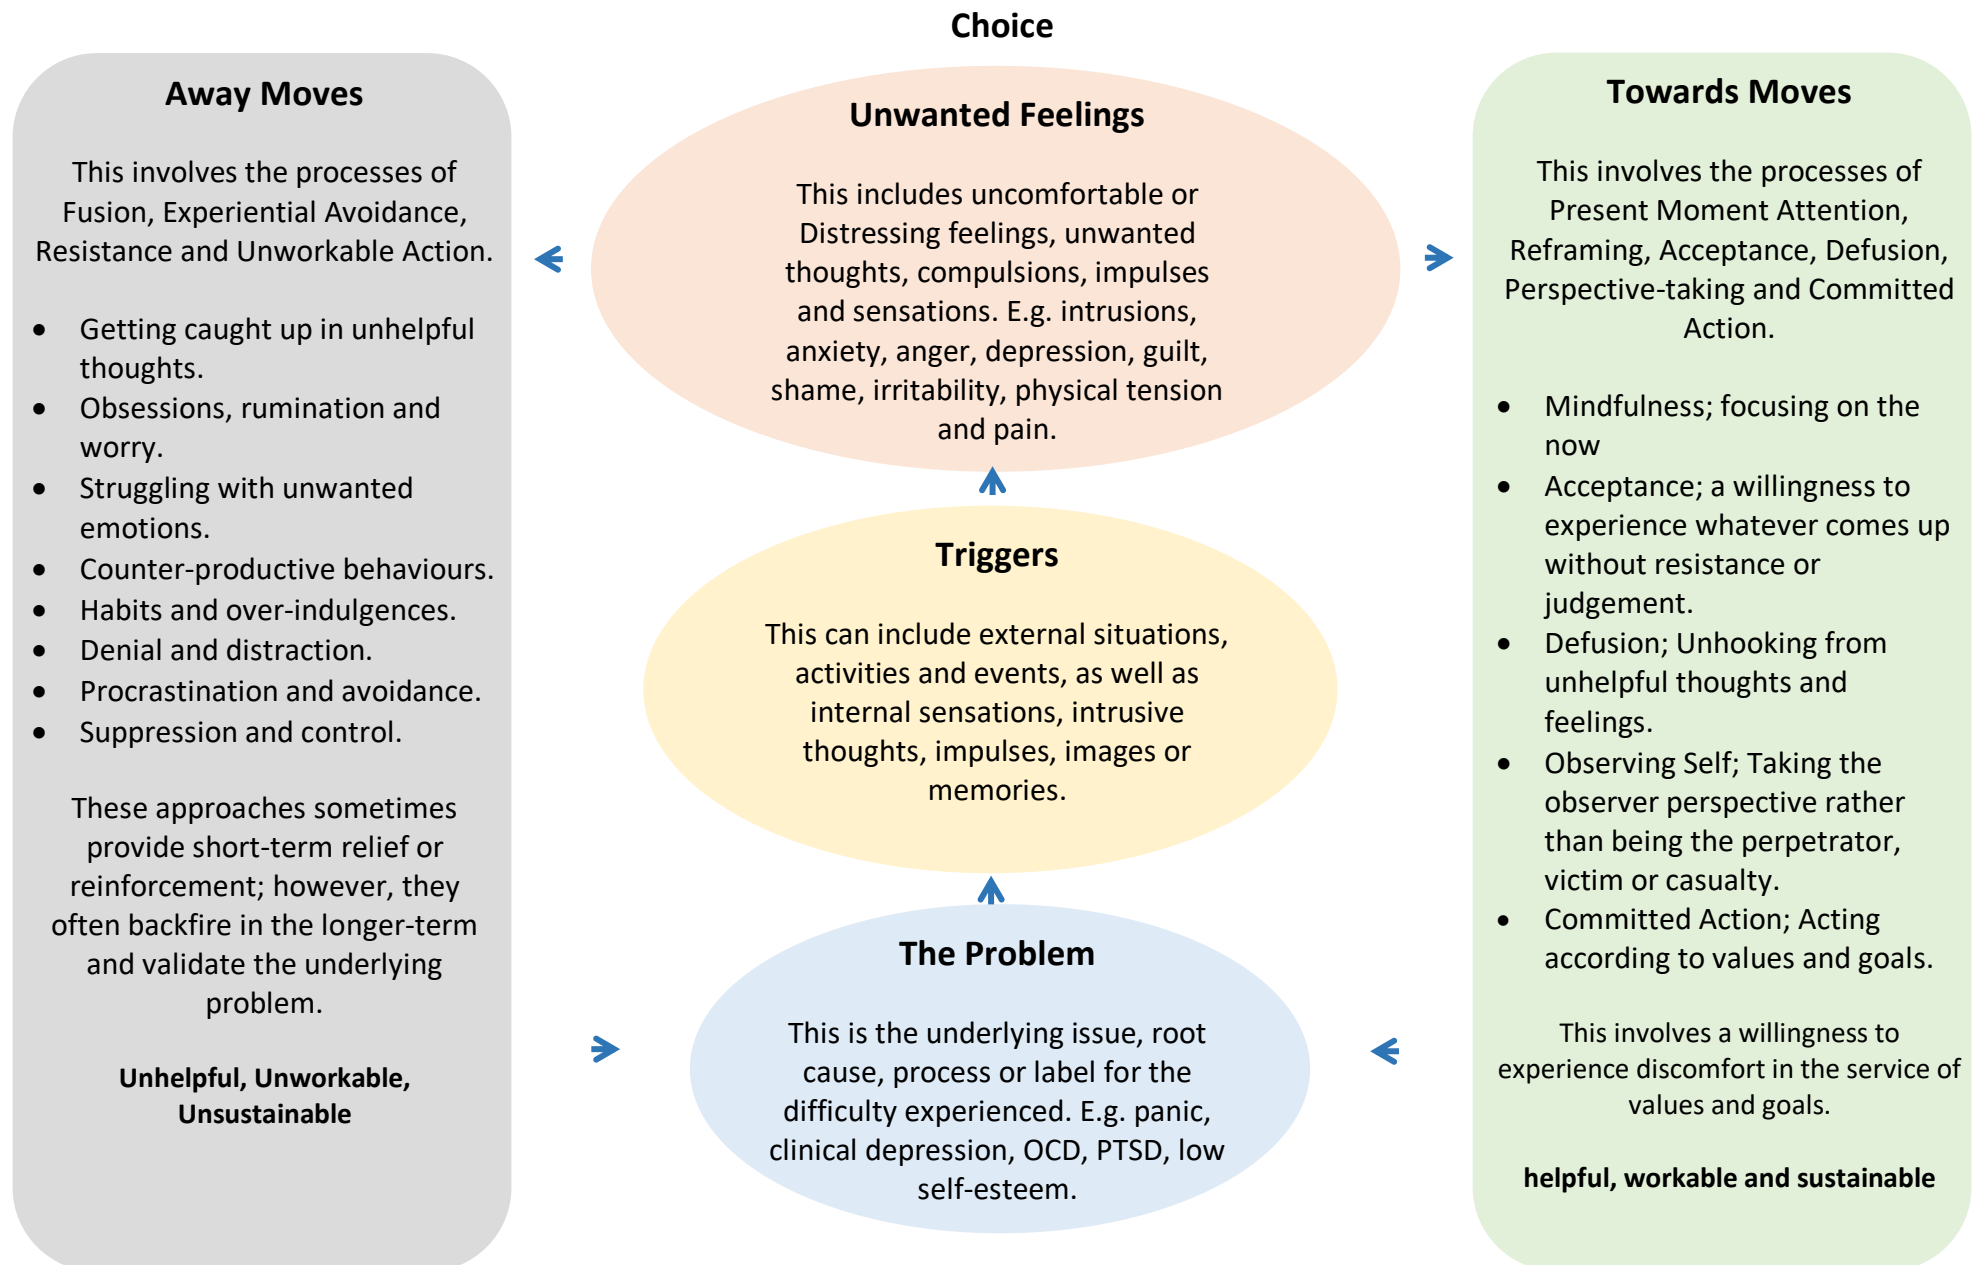 Choice
Away Moves
This involves the processes of
Fusion, Experiential Avoidance,
Resistance and Unworkable Action.
• Getting caught up in unhelpful
thoughts.
• Obsessions, rumination and
worry.
• Struggling with unwanted
emotions.
• Counter-productive behaviours.
• Habits and over-indulgences.
• Denial and distraction.
• Procrastination and avoidance.
• Suppression and control.
These approaches sometimes
provide short-term relief or
reinforcement; however, they
often backfire in the longer-term
and validate the underlying
problem.
Unhelpful, Unworkable,
Unsustainable
Unwanted Feelings
This includes uncomfortable or
Distressing feelings, unwanted
thoughts, compulsions, impulses
and sensations. E.g. intrusions,
anxiety, anger, depression, guilt,
shame, irritability, physical tension
and pain.
Triggers
This can include external situations,
activities and events, as well as
internal sensations, intrusive
thoughts, impulses, images or
memories.
The Problem
This is the underlying issue, root
cause, process or label for the
difficulty experienced. E.g. panic,
clinical depression, OCD, PTSD, low
self-esteem.
Towards Moves
This involves the processes of
Present Moment Attention,
Reframing, Acceptance, Defusion,
Perspective-taking and Committed
Action.
• Mindfulness; focusing on the
now
• Acceptance; a willingness to
experience whatever comes up
without resistance or
judgement.
• Defusion; Unhooking from
unhelpful thoughts and
feelings.
• Observing Self; Taking the
observer perspective rather
than being the perpetrator,
victim or casualty.
• Committed Action; Acting
according to values and goals.
This involves a willingness to
experience discomfort in the service of
values and goals.
helpful, workable and sustainable